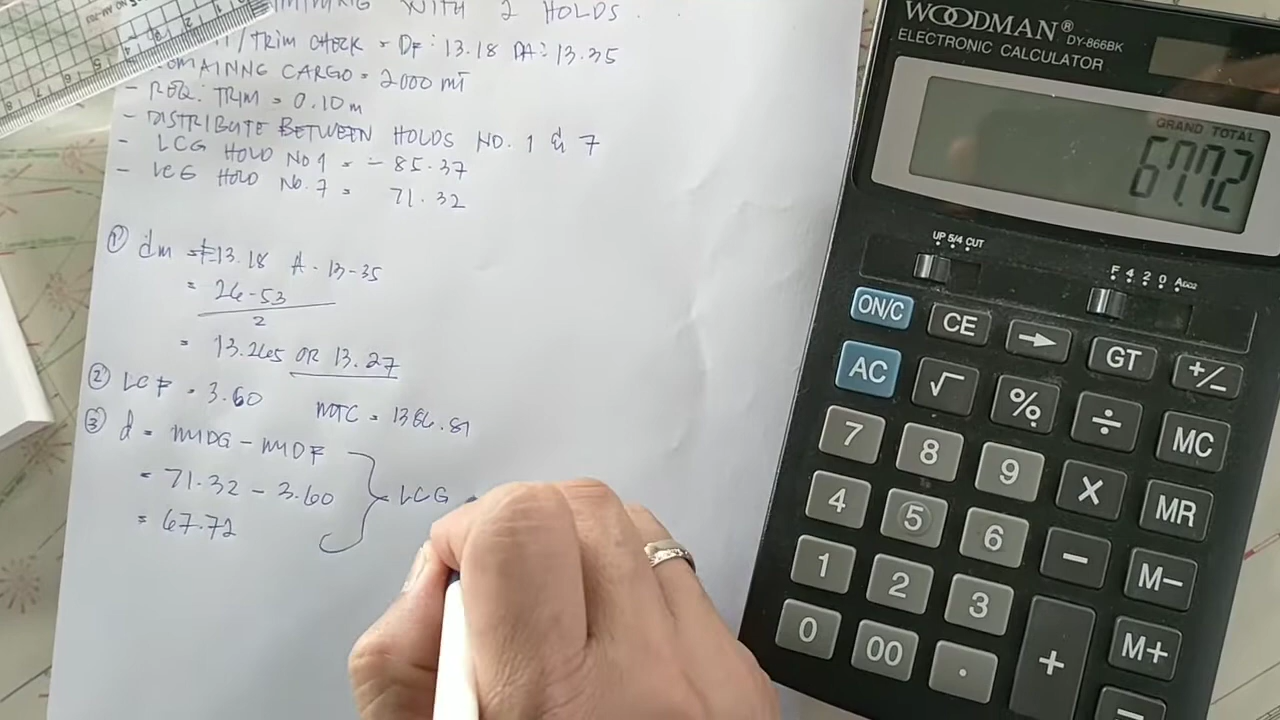 WITH 2 HOLDS.
/TRIM CHECK = DF: 13.18 DA: 13.35
REMAINNG CARGO = 2000 MT
- REQ. TRIM = 0.10m
- DISTRIBUTE BETWEEN HOLDS NO. 1 & 7
- LCG HOLD NO 1 = - 85.37
- LCG HOLD No. 7 = 71.32
① dm = F 13.18 A - 13-35
= 26-53
2
= 13.265 OR 13.27
② LCF = 3.60 MTC = 1386.81
③ d = MIDG - MIDF
= 71.32 - 3.60
= 67.72
LCG
WOODMAN®
ELECTRONIC CALCULATOR DY-866BK
GRAND TOTAL
67.72
UP 5/4 CUT
F 4 2 0 ADD2
ON/C CE → GT +/−
AC √ % ÷ MC
7 8 9 × MR
4 5 6 − M−
1 2 3 + M+
0 00 .